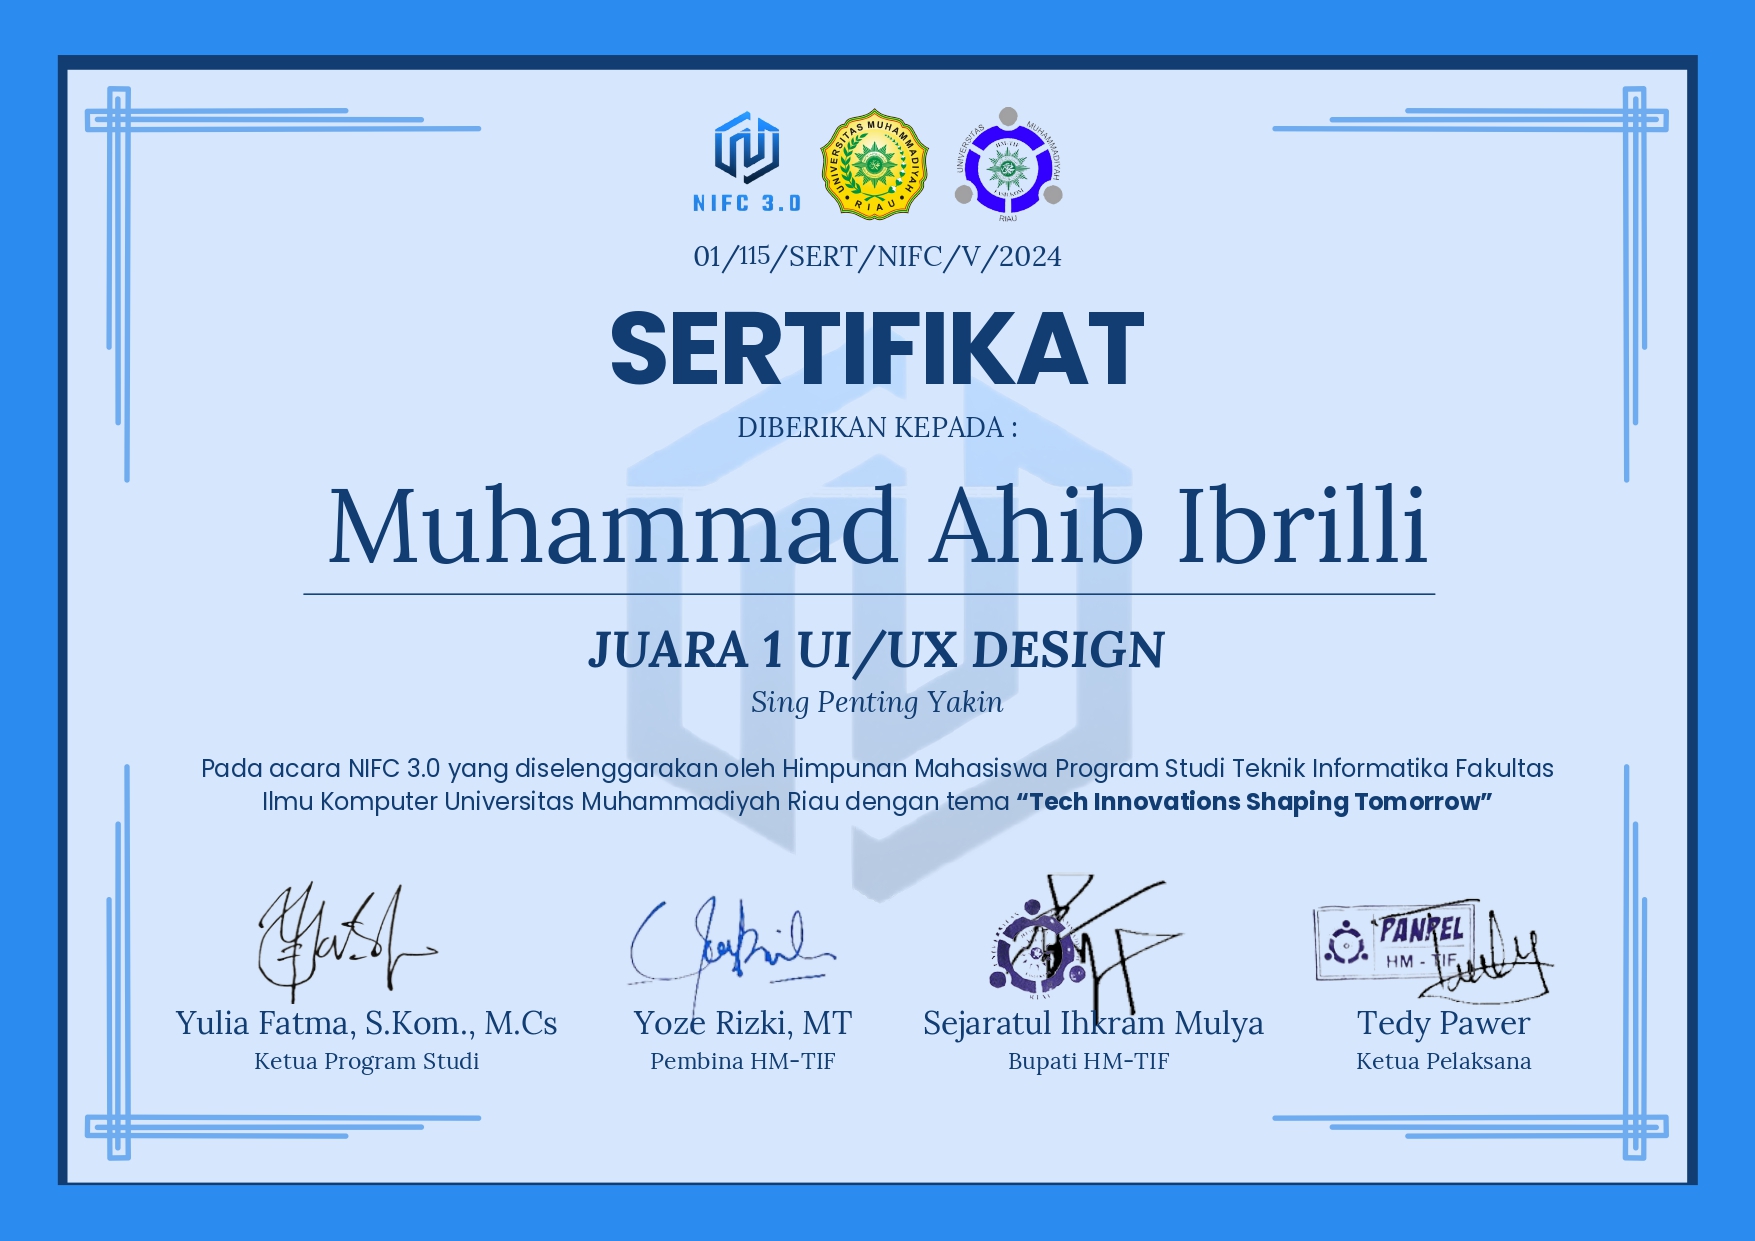 NIFC 3.0
UNIVERSITAS MUHAMMADIYAH
RIAU
UNIVERSITAS MUHAMMADIYAH
HM-TIF
RIAU
01/115/SERT/NIFC/V/2024
SERTIFIKAT
DIBERIKAN KEPADA :
Muhammad Ahib Ibrilli
JUARA 1 UI/UX DESIGN
Sing Penting Yakin
Pada acara NIFC 3.0 yang diselenggarakan oleh Himpunan Mahasiswa Program Studi Teknik Informatika Fakultas
Ilmu Komputer Universitas Muhammadiyah Riau dengan tema “Tech Innovations Shaping Tomorrow”
PANPEL
HM - TIF
Yulia Fatma, S.Kom., M.Cs
Yoze Rizki, MT
Sejaratul Ihkram Mulya
Tedy Pawer
Ketua Program Studi
Pembina HM-TIF
Bupati HM-TIF
Ketua Pelaksana